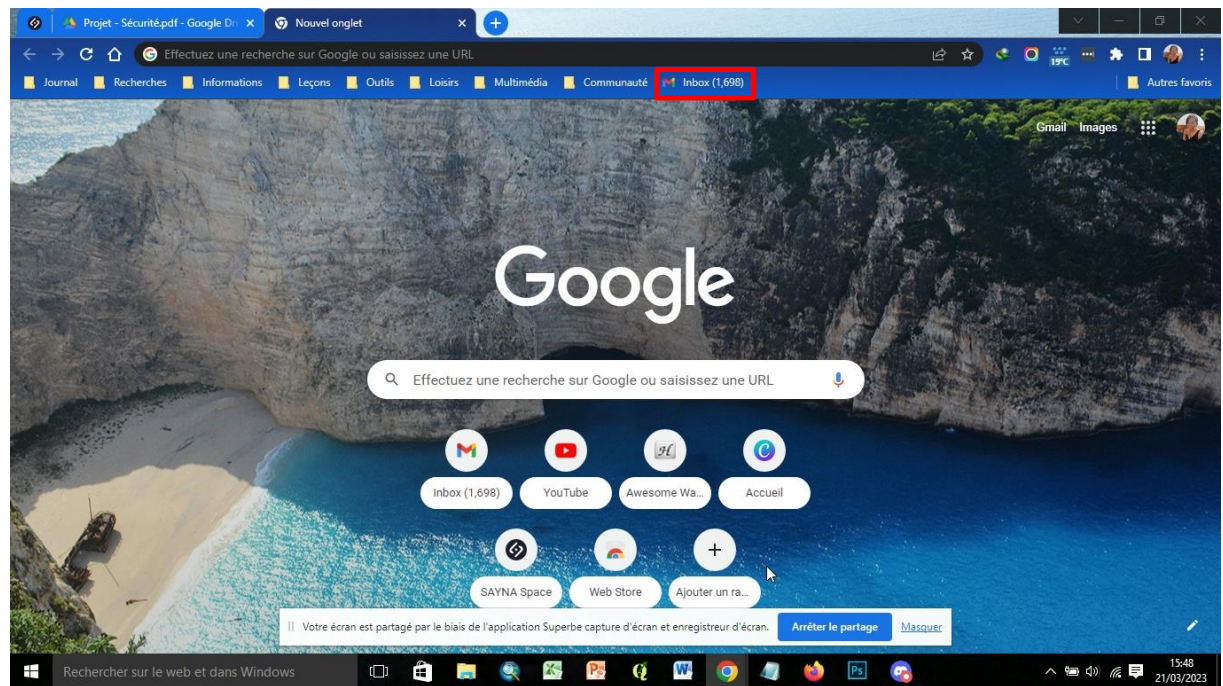 Projet - Sécurité.pdf - Google Dri
Nouvel onglet
Effectuez une recherche sur Google ou saisissez une URL
19°C
Journal Recherches Informations Leçons Outils Loisirs Multimédia Communauté Inbox (1,698) Autres favoris
Gmail Images
Google
Effectuez une recherche sur Google ou saisissez une URL
Inbox (1,698) YouTube Awesome Wa... Accueil
SAYNA Space Web Store Ajouter un ra...
Votre écran est partagé par le biais de l'application Superbe capture d'écran et enregistreur d'écran. Arrêter le partage Masquer
Rechercher sur le web et dans Windows
Ps
15:48
21/03/2023